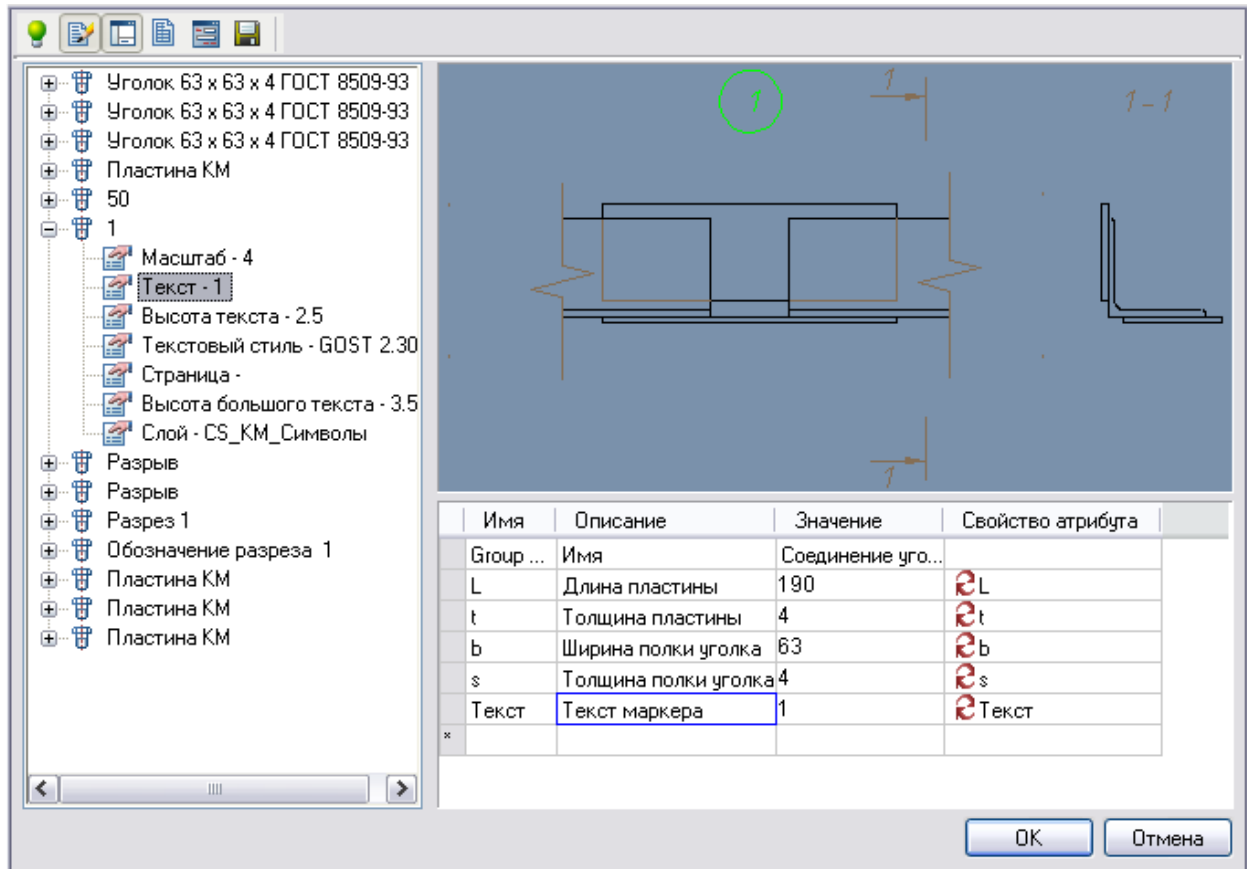 Уголок 63 x 63 x 4 ГОСТ 8509-93
Уголок 63 x 63 x 4 ГОСТ 8509-93
Уголок 63 x 63 x 4 ГОСТ 8509-93
Пластина КМ
50
1
Масштаб - 4
Текст - 1
Высота текста - 2.5
Текстовый стиль - GOST 2.30
Страница -
Высота большого текста - 3.5
Слой - CS_KM_Символы
Разрыв
Разрыв
Разрез 1
Обозначение разреза 1
Пластина КМ
Пластина КМ
Пластина КМ
1 1 1 - 1
1
Имя Описание Значение Свойство атрибута
Group ... Имя Соединение уго...
L Длина пластины 190 L
t Толщина пластины 4 t
b Ширина полки уголка 63 b
s Толщина полки уголка 4 s
Текст Текст маркера 1 Текст
*
OK Отмена